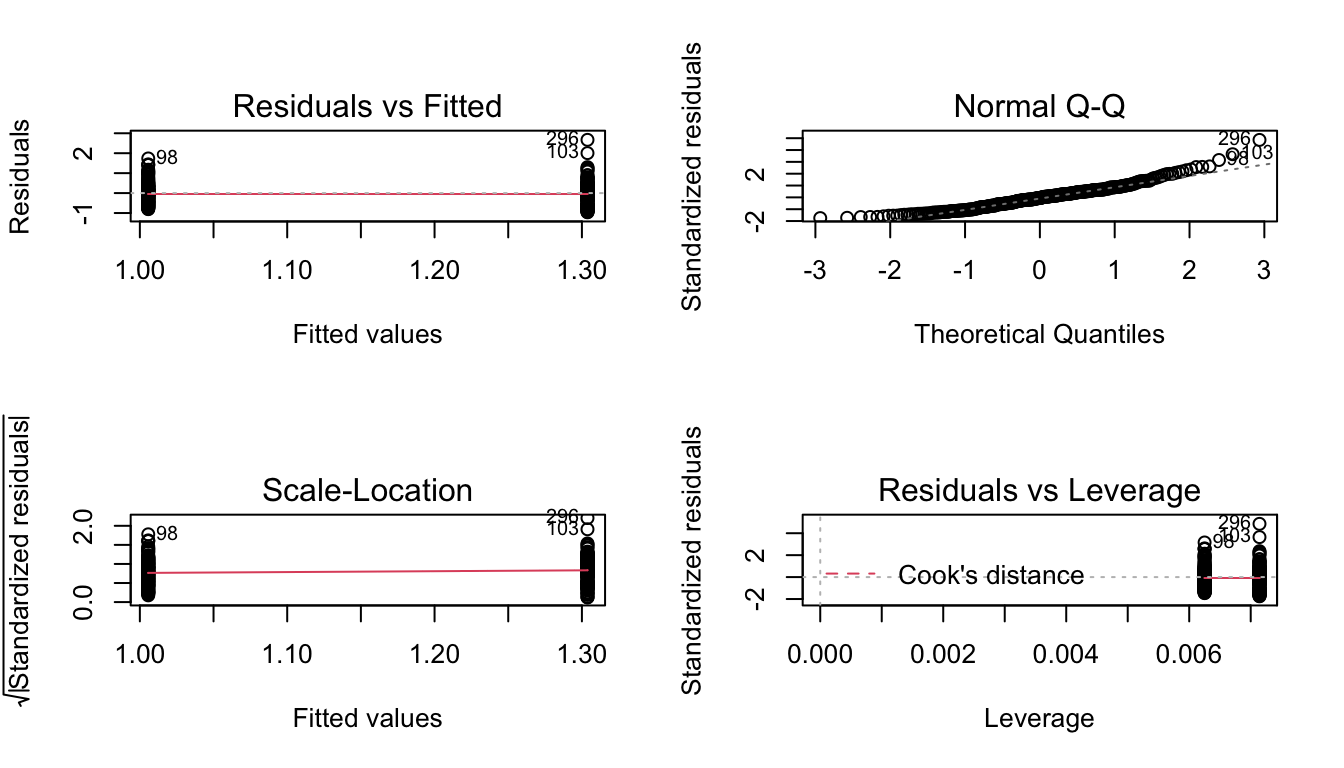 Residuals vs Fitted
Residuals
2
-1
98
296
103
1.00 1.10 1.20 1.30
Fitted values
Normal Q-Q
Standardized residuals
2
-2
296
103
98
-3 -2 -1 0 1 2 3
Theoretical Quantiles
Scale-Location
√|Standardized residuals|
2.0
0.0
98
296
103
1.00 1.10 1.20 1.30
Fitted values
Residuals vs Leverage
Standardized residuals
2
-2
296
103
98
Cook's distance
0.000 0.002 0.004 0.006
Leverage